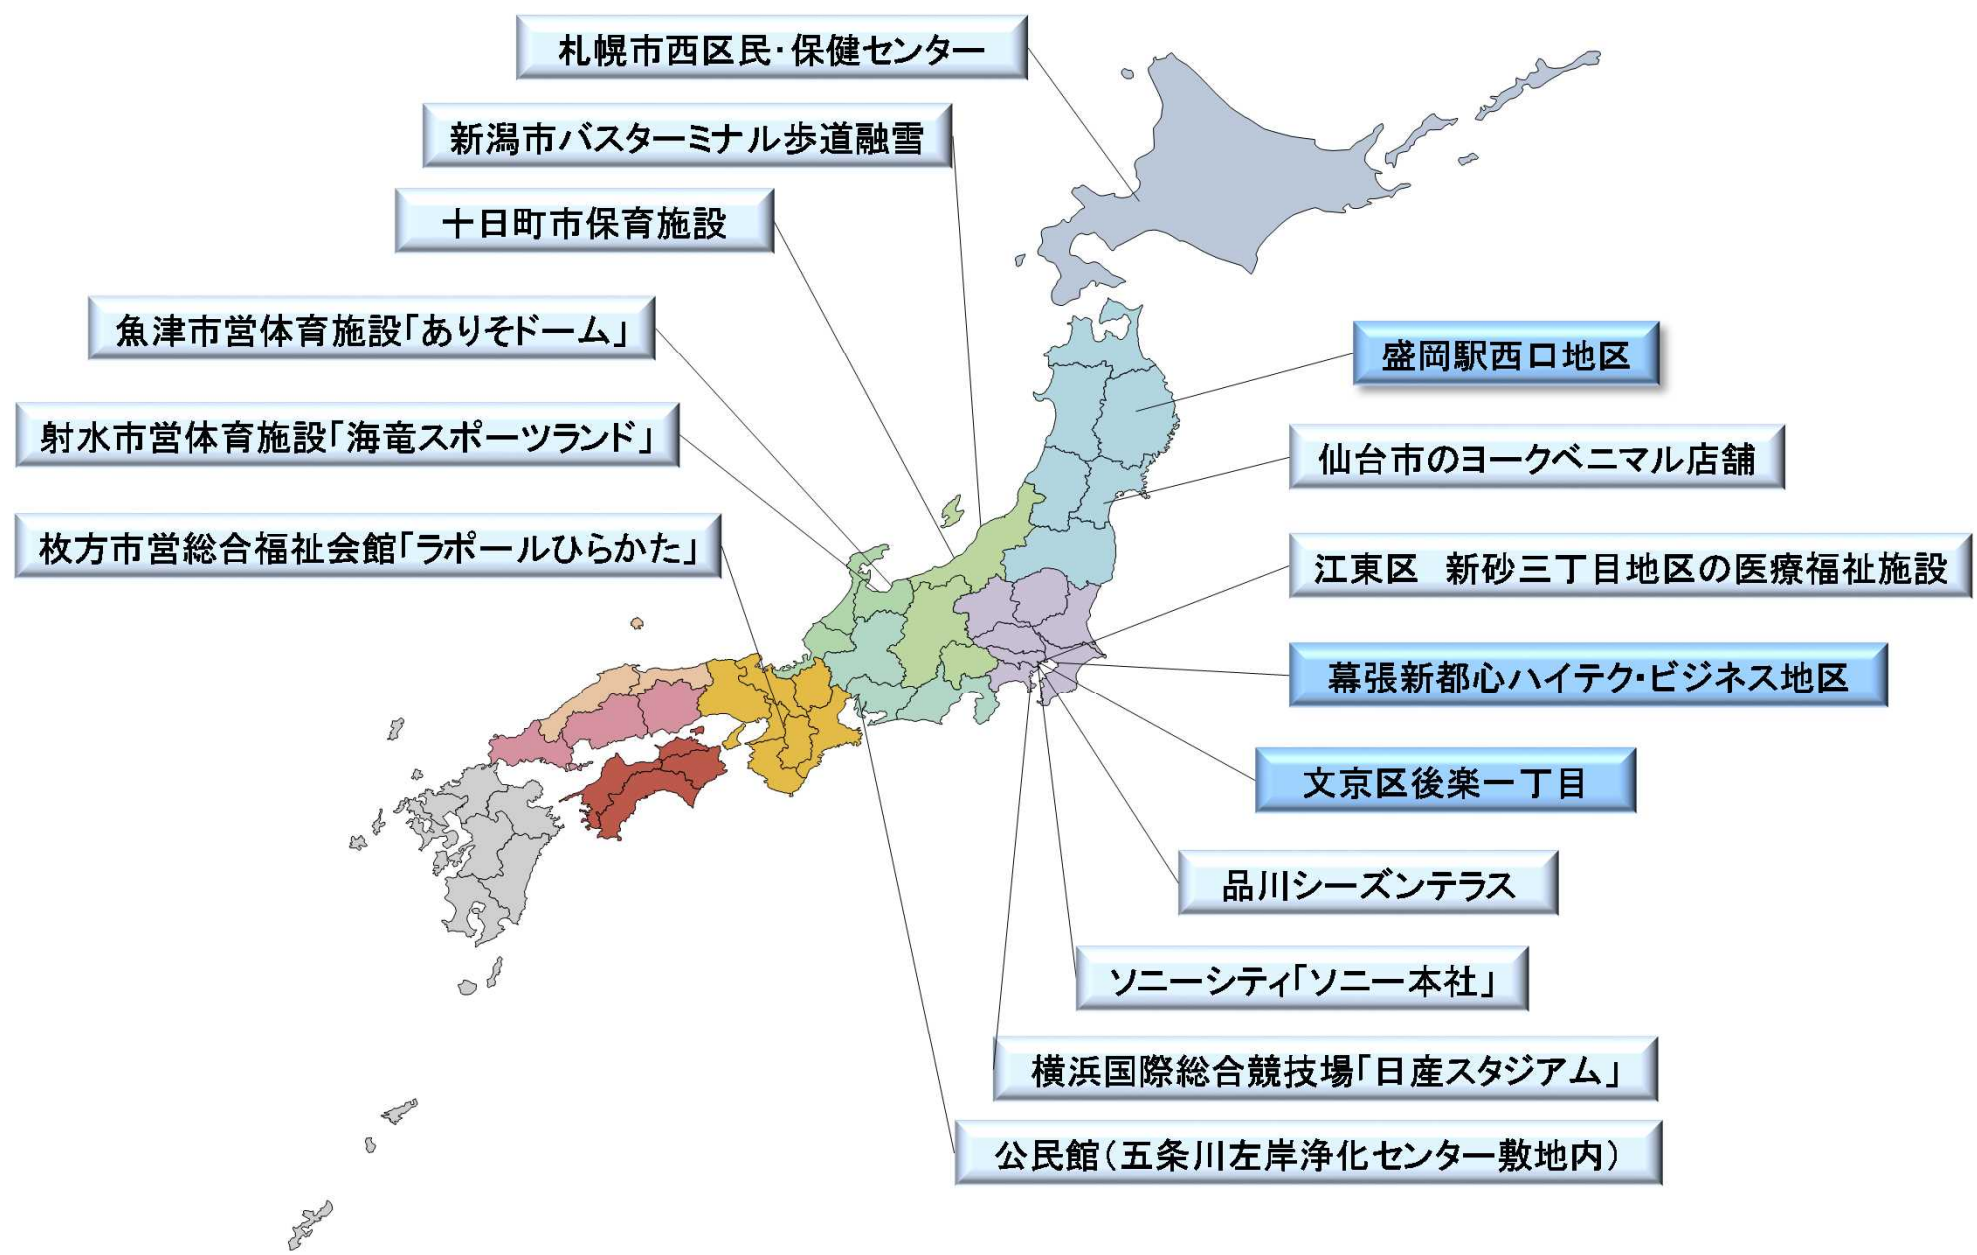 札幌市西区民・保健センター
新潟市バスターミナル歩道融雪
十日町市保育施設
魚津市営体育施設「ありそドーム」
射水市営体育施設「海竜スポーツランド」
枚方市営総合福祉会館「ラポールひらかた」
盛岡駅西口地区
仙台市のヨークベニマル店舗
江東区　新砂三丁目地区の医療福祉施設
幕張新都心ハイテク・ビジネス地区
文京区後楽一丁目
品川シーズンテラス
ソニーシティ「ソニー本社」
横浜国際総合競技場「日産スタジアム」
公民館（五条川左岸浄化センター敷地内）